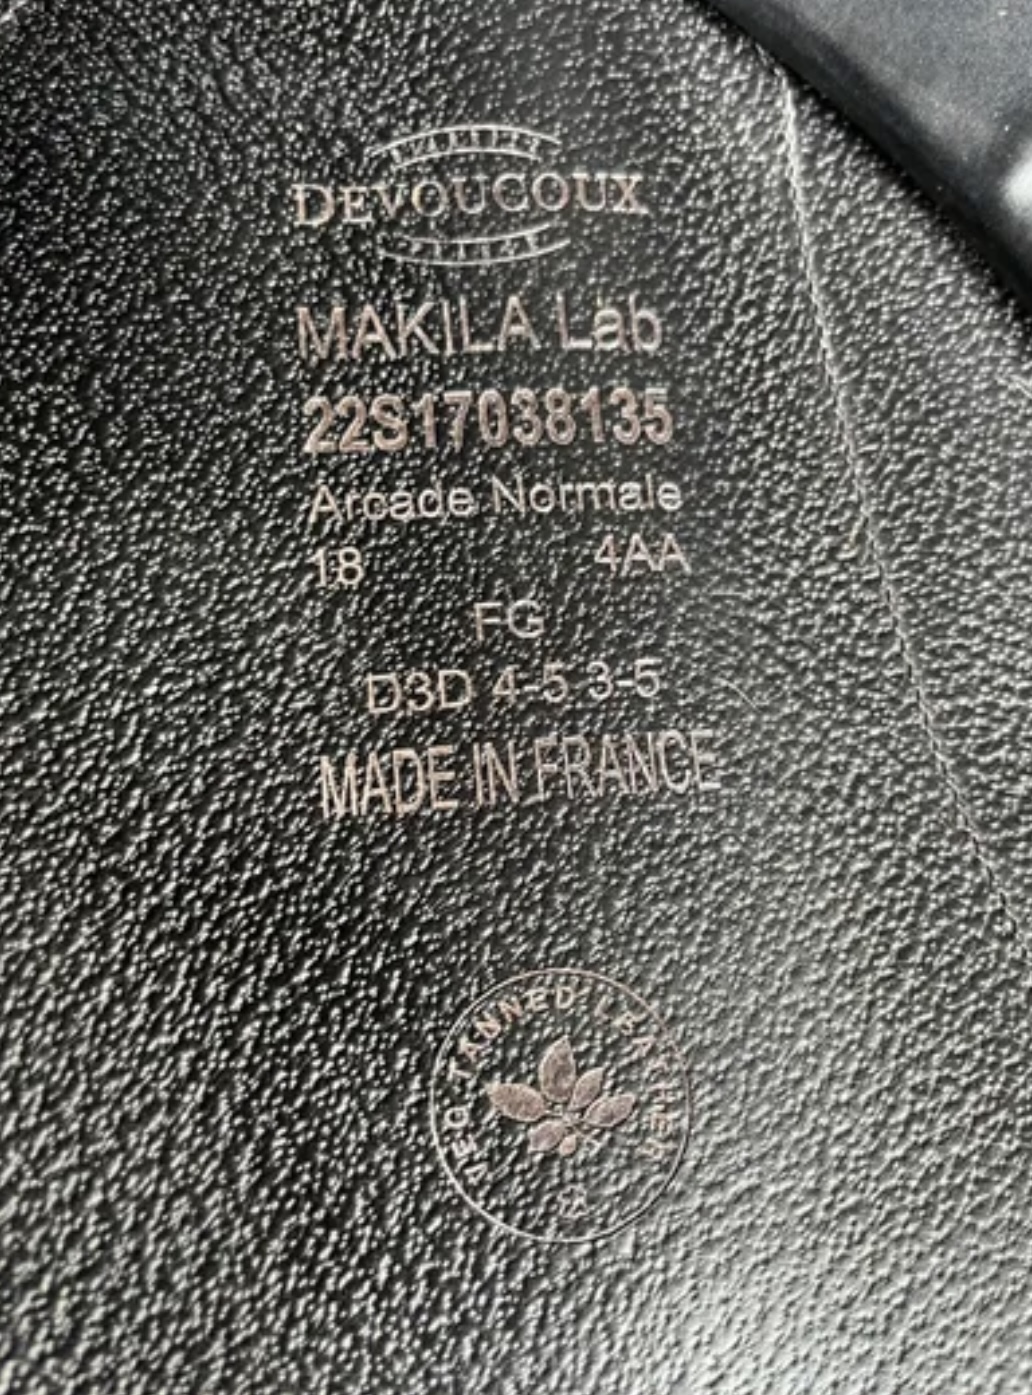 DEVOUCOUX
MAKILA Lab
22S17038135
Arcade Normale
18 4AA
FG
D3D 4-5 3-5
MADE IN FRANCE
VEG TANNED LEATHER